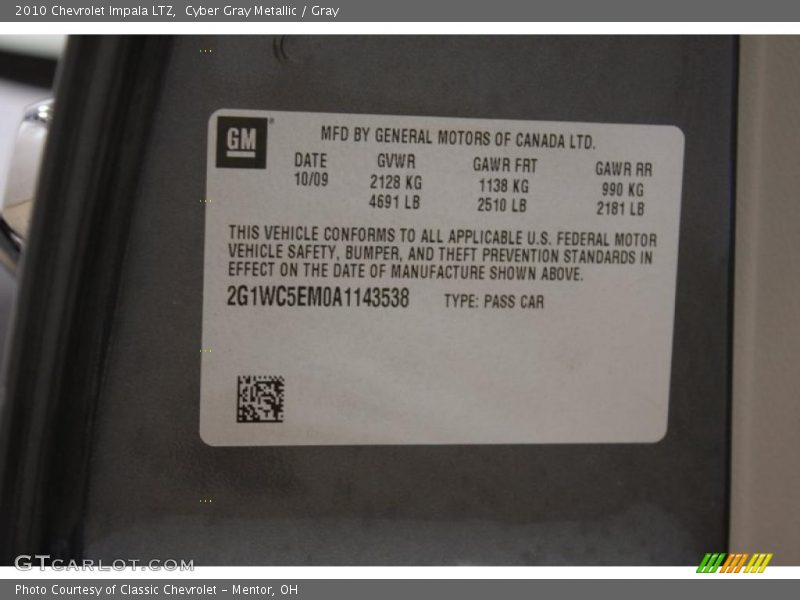 2010 Chevrolet Impala LTZ,  Cyber Gray Metallic / Gray
GM
MFD BY GENERAL MOTORS OF CANADA LTD.
DATE GVWR GAWR FRT GAWR RR
10/09 2128 KG 1138 KG 990 KG
4691 LB 2510 LB 2181 LB
THIS VEHICLE CONFORMS TO ALL APPLICABLE U.S. FEDERAL MOTOR
VEHICLE SAFETY, BUMPER, AND THEFT PREVENTION STANDARDS IN
EFFECT ON THE DATE OF MANUFACTURE SHOWN ABOVE.
2G1WC5EM0A1143538 TYPE: PASS CAR
GTCARLOT.COM
Photo Courtesy of Classic Chevrolet - Mentor, OH